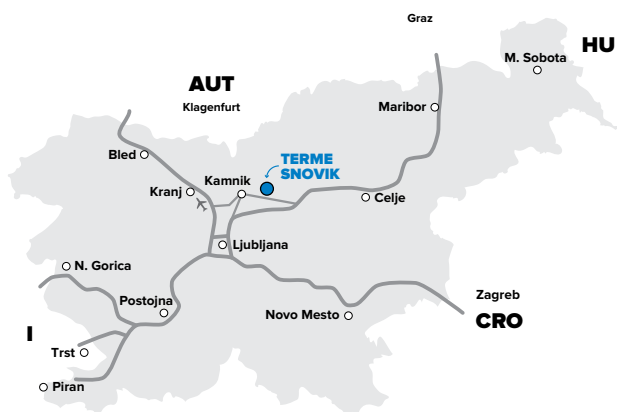 Graz
HU
M. Sobota
AUT
Klagenfurt
Maribor
Bled
TERME
SNOVIK
Kranj
Kamnik
Celje
Ljubljana
N. Gorica
Postojna
Zagreb
Novo Mesto
CRO
I
Trst
Piran